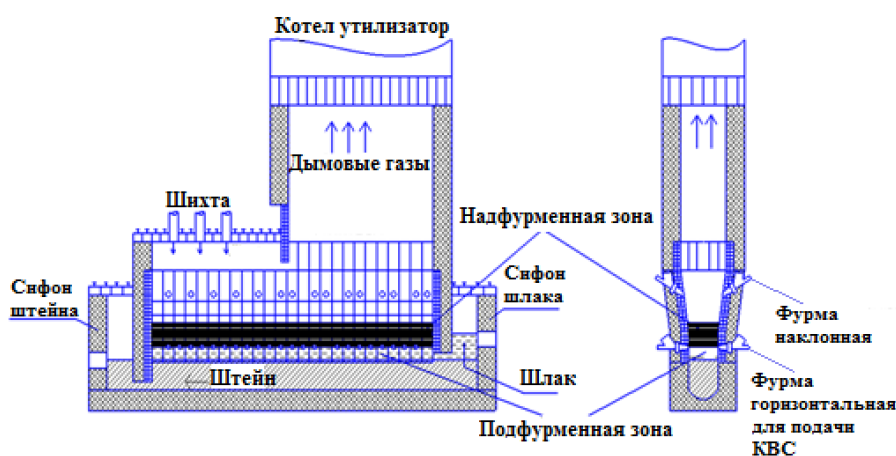 Котел утилизатор
Дымовые газы
Шихта
Надфурменная зона
Сифон
штейна
Сифон
шлака
Фурма
наклонная
Штейн
Шлак
Фурма
горизонтальная
для подачи
КВС
Подфурменная зона